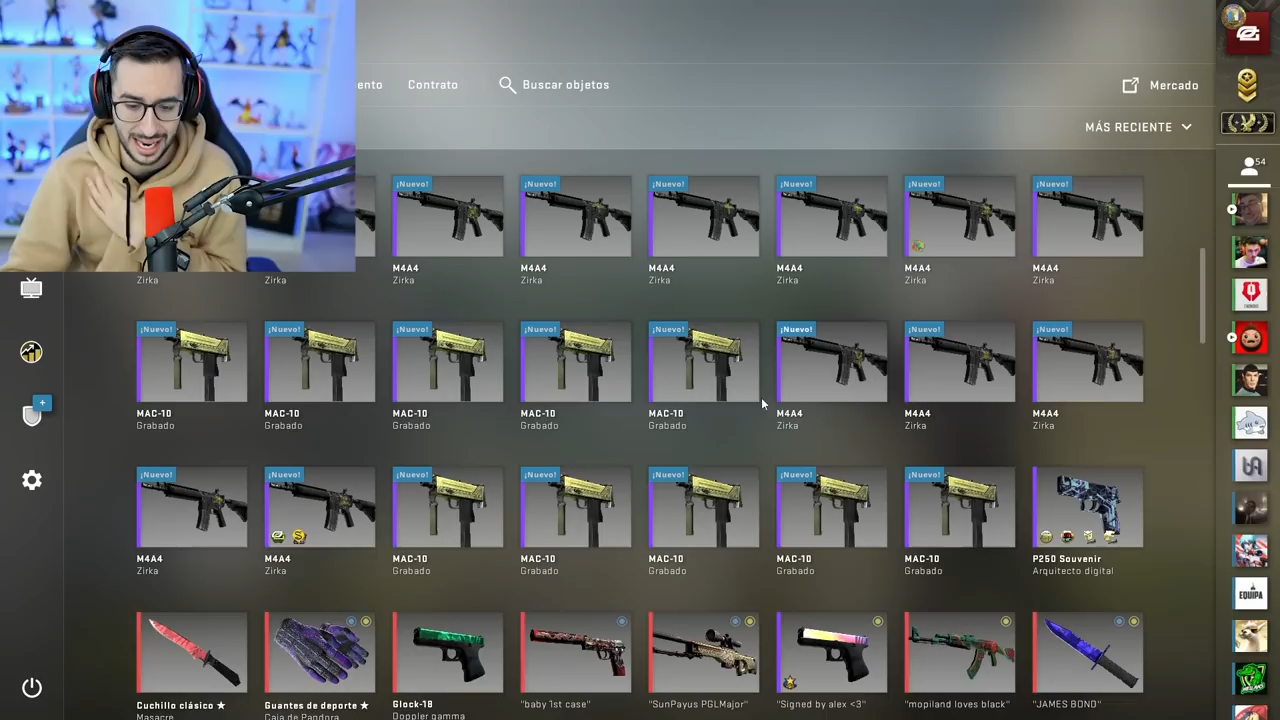 ento Contrato Buscar objetos Mercado
MÁS RECIENTE
54
¡Nuevo! ¡Nuevo! ¡Nuevo! ¡Nuevo! ¡Nuevo! ¡Nuevo!
M4A4 M4A4 M4A4 M4A4 M4A4 M4A4
Zirka Zirka Zirka Zirka Zirka Zirka Zirka Zirka
¡Nuevo! ¡Nuevo! ¡Nuevo! ¡Nuevo! ¡Nuevo! ¡Nuevo! ¡Nuevo! ¡Nuevo!
MAC-10 MAC-10 MAC-10 MAC-10 MAC-10 M4A4 M4A4 M4A4
Grabado Grabado Grabado Grabado Grabado Zirka Zirka Zirka
¡Nuevo! ¡Nuevo! ¡Nuevo! ¡Nuevo! ¡Nuevo! ¡Nuevo! ¡Nuevo!
M4A4 M4A4 MAC-10 MAC-10 MAC-10 MAC-10 MAC-10 P250 Souvenir
Zirka Zirka Grabado Grabado Grabado Grabado Grabado Arquitecto digital
EQUIPA
Cuchillo clásico ★ Guantes de deporte ★ Glock-18 "baby 1st case" "SunPayus PGLMajor" "Signed by alex <3" "mopiland loves black" "JAMES BOND"
Masacre Caja de Pandora Doppler gamma